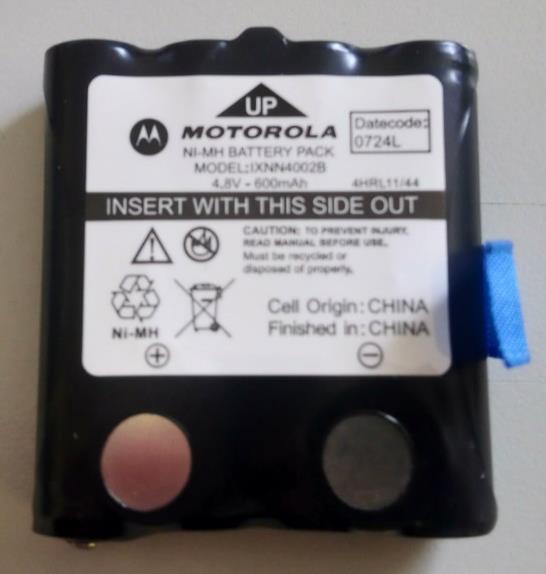 UP
MOTOROLA
Datecode:
0724L
NI-MH BATTERY PACK
MODEL:IXNN4002B
4.8V - 600mAh
4HRL11/44
INSERT WITH THIS SIDE OUT
CAUTION: TO PREVENT INJURY,
READ MANUAL BEFORE USE.
Must be recycled or
disposed of properly.
Cell Origin: CHINA
Finished in: CHINA
Ni-MH
+ −